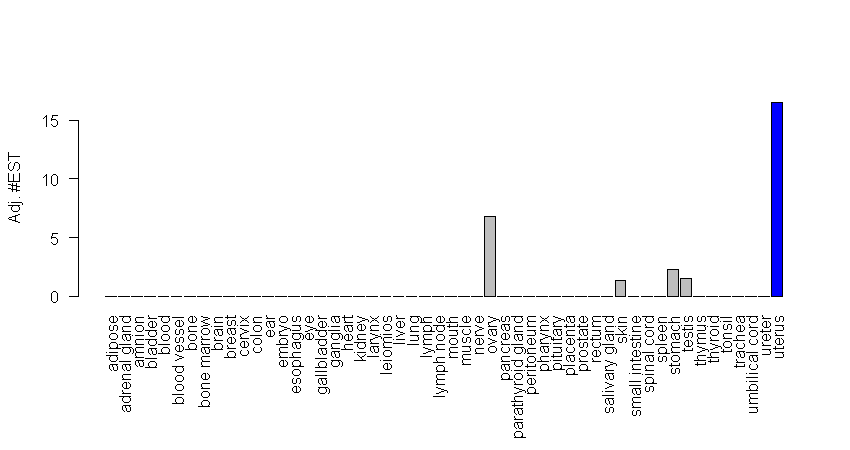 Adj. #EST
15
10
5
0
adipose
adrenal gland
amnion
bladder
blood
blood vessel
bone
bone marrow
brain
breast
cervix
colon
ear
embryo
esophagus
eye
gallbladder
ganglia
heart
kidney
larynx
leiomios
liver
lung
lymph
lymph node
mouth
muscle
nerve
ovary
pancreas
parathyroid gland
peritoneum
pharynx
pituitary
placenta
prostate
rectum
salivary gland
skin
small intestine
spinal cord
spleen
stomach
testis
thymus
thyroid
tonsil
trachea
umbilical cord
ureter
uterus